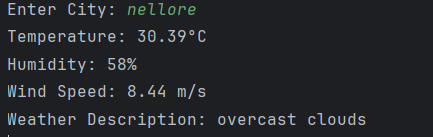 Enter City: nellore
Temperature: 30.39°C
Humidity: 58%
Wind Speed: 8.44 m/s
Weather Description: overcast clouds